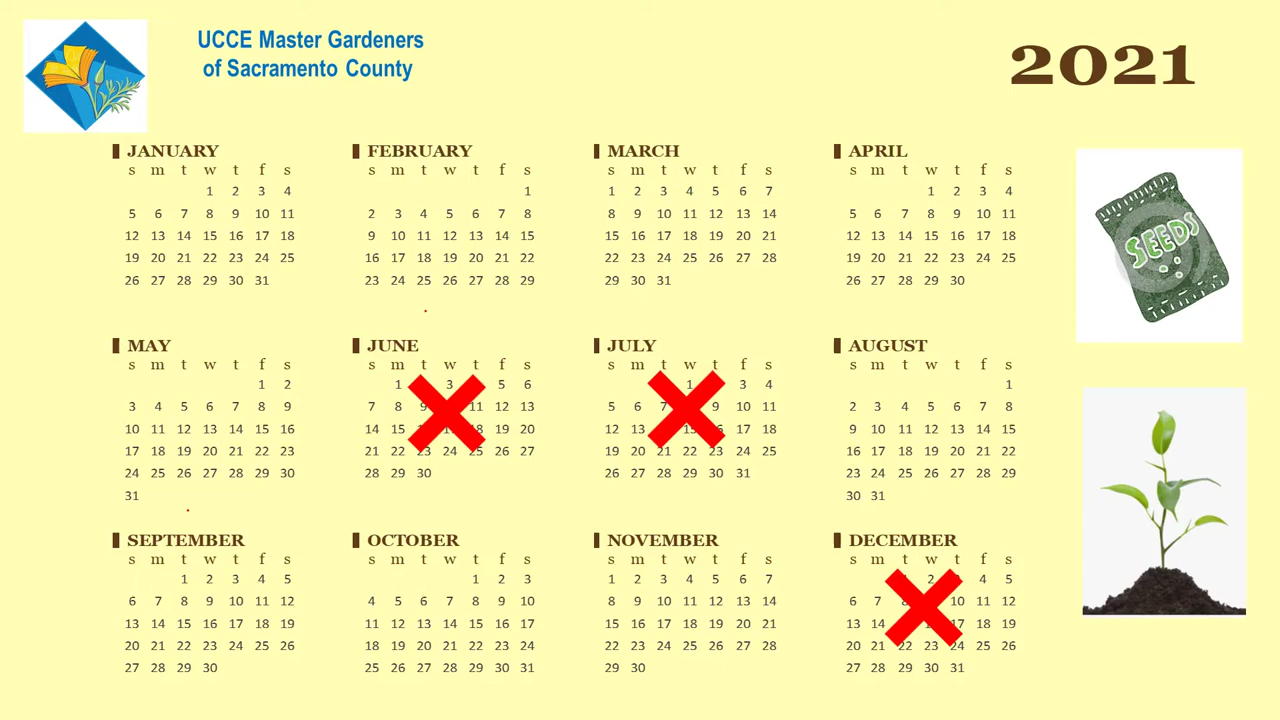 UCCE Master Gardeners
of Sacramento County
2021
JANUARY
s m t w t f s
1 2 3 4
5 6 7 8 9 10 11
12 13 14 15 16 17 18
19 20 21 22 23 24 25
26 27 28 29 30 31
FEBRUARY
s m t w t f s
1
2 3 4 5 6 7 8
9 10 11 12 13 14 15
16 17 18 19 20 21 22
23 24 25 26 27 28 29
MARCH
s m t w t f s
1 2 3 4 5 6 7
8 9 10 11 12 13 14
15 16 17 18 19 20 21
22 23 24 25 26 27 28
29 30 31
APRIL
s m t w t f s
1 2 3 4
5 6 7 8 9 10 11
12 13 14 15 16 17 18
19 20 21 22 23 24 25
26 27 28 29 30
SEEDS
MAY
s m t w t f s
1 2
3 4 5 6 7 8 9
10 11 12 13 14 15 16
17 18 19 20 21 22 23
24 25 26 27 28 29 30
31
JUNE
s m t w t f s
1 3 5 6
7 8 9 11 12 13
14 15 18 19 20
21 22 23 24 25 26 27
28 29 30
JULY
s m t w t f s
1 3 4
5 6 7 9 10 11
12 13 15 17 18
19 20 21 22 23 24 25
26 27 28 29 30 31
AUGUST
s m t w t f s
1
2 3 4 5 6 7 8
9 10 11 12 13 14 15
16 17 18 19 20 21 22
23 24 25 26 27 28 29
30 31
SEPTEMBER
s m t w t f s
1 2 3 4 5
6 7 8 9 10 11 12
13 14 15 16 17 18 19
20 21 22 23 24 25 26
27 28 29 30
OCTOBER
s m t w t f s
1 2 3
4 5 6 7 8 9 10
11 12 13 14 15 16 17
18 19 20 21 22 23 24
25 26 27 28 29 30 31
NOVEMBER
s m t w t f s
1 2 3 4 5 6 7
8 9 10 11 12 13 14
15 16 17 18 19 20 21
22 23 24 25 26 27 28
29 30
DECEMBER
s m t w t f s
2 4 5
6 7 8 10 11 12
13 14 17 18 19
20 21 22 23 24 25 26
27 28 29 30 31